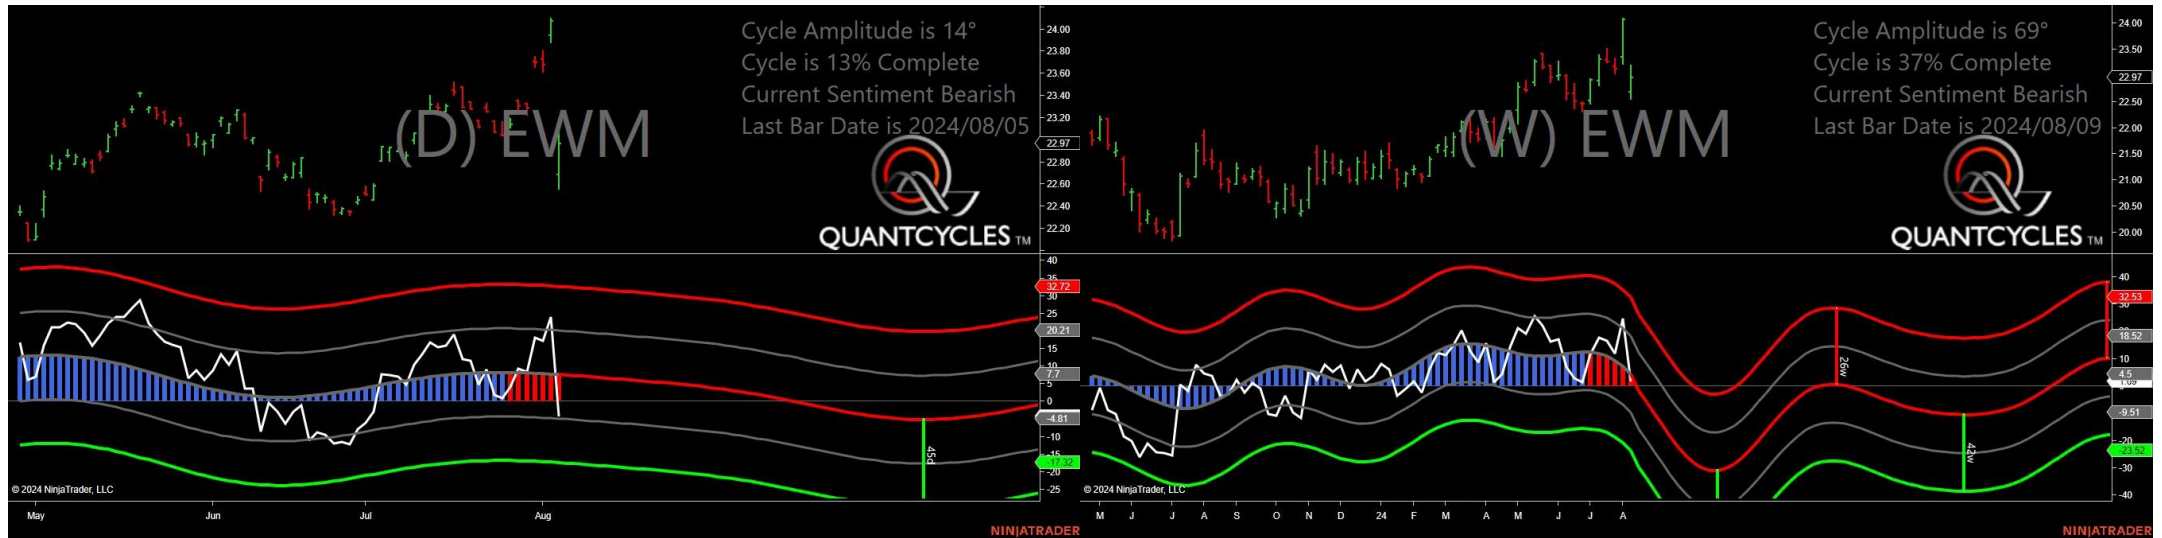 Cycle Amplitude is 14°
Cycle is 13% Complete
Current Sentiment Bearish
Last Bar Date is 2024/08/05
(D) EWM
QUANTCYCLES TM
24.00
23.80
23.60
23.40
23.20
22.97
22.80
22.60
22.40
22.20
40
35
32.72
30
25
20.21
15
10
7.7
5
0
-4.81
-10
-15
-17.32
-20
-25
45d
© 2024 NinjaTrader, LLC
May Jun Jul Aug
NINJATRADER
Cycle Amplitude is 69°
Cycle is 37% Complete
Current Sentiment Bearish
Last Bar Date is 2024/08/09
(W) EWM
QUANTCYCLES TM
24.00
23.50
22.97
22.50
22.00
21.50
21.00
20.50
20.00
40
32.53
30
18.52
10
4.5
1.09
-9.51
-20
-23.52
-30
-40
26w
42w
© 2024 NinjaTrader, LLC
M J J A S O N D 24 F M A M J J A
NINJATRADER